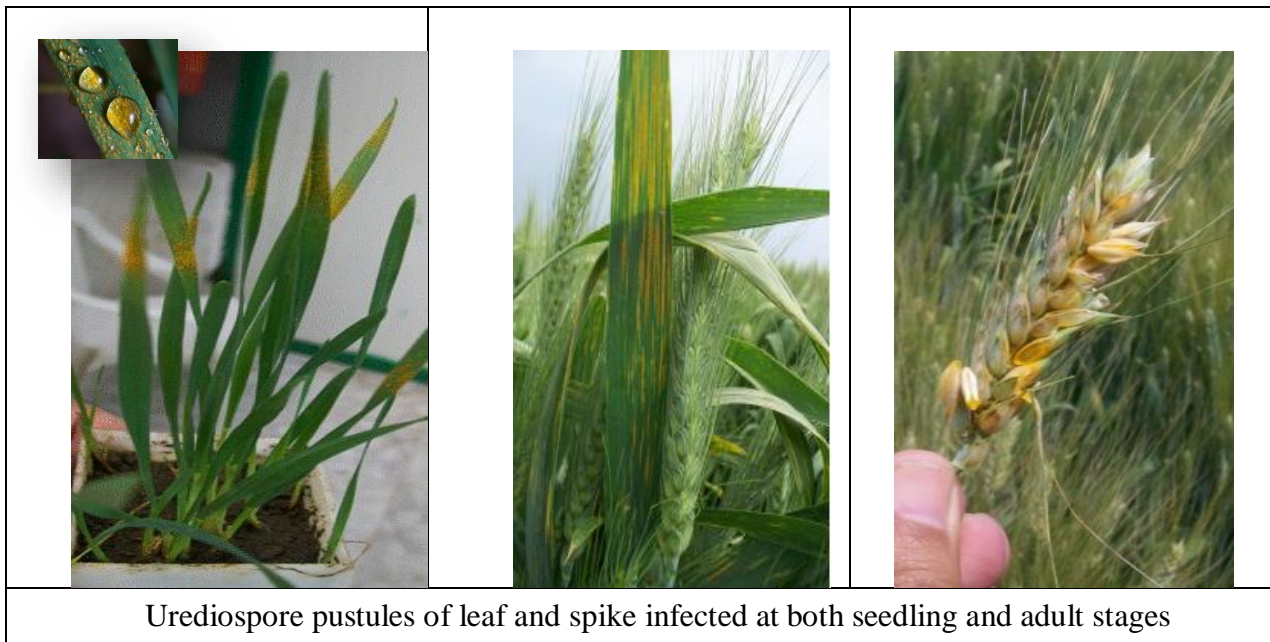 Urediospore pustules of leaf and spike infected at both seedling and adult stages